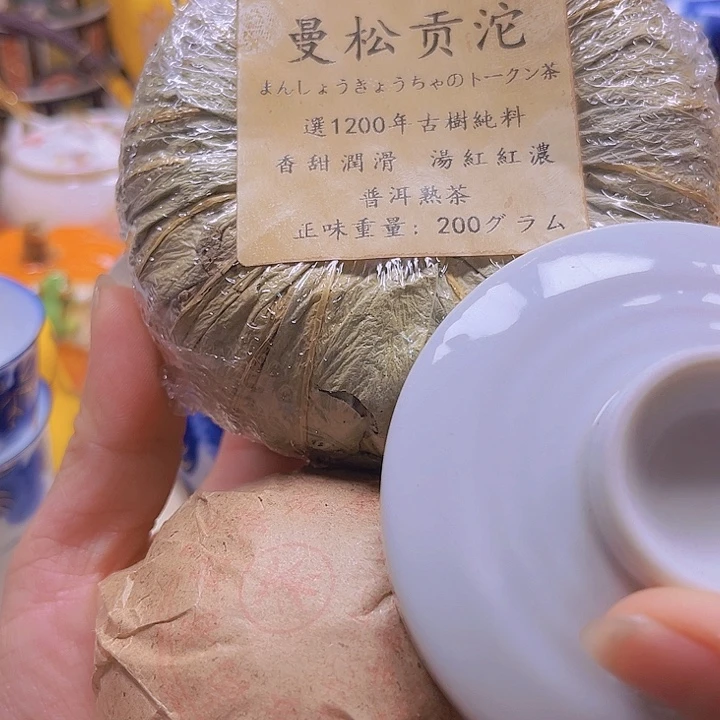 曼松贡沱
まんしょうきょうちゃのトークン茶
選1200年古樹純料
香甜潤滑 湯紅紅濃
普洱熟茶
正味重量: 200グラム